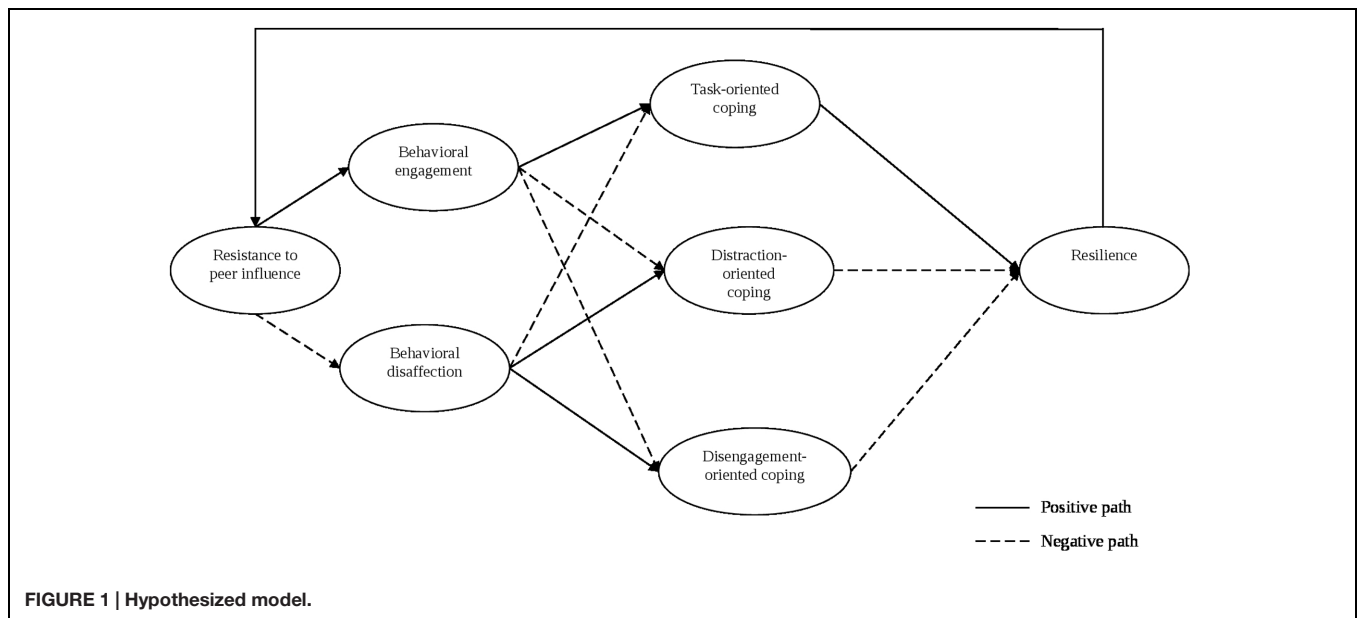 Task-oriented
coping
Behavioral
engagement
Resistance to
peer influence
Distraction-
oriented
coping
Resilience
Behavioral
disaffection
Disengagement-
oriented coping
Positive path
Negative path
FIGURE 1 | Hypothesized model.